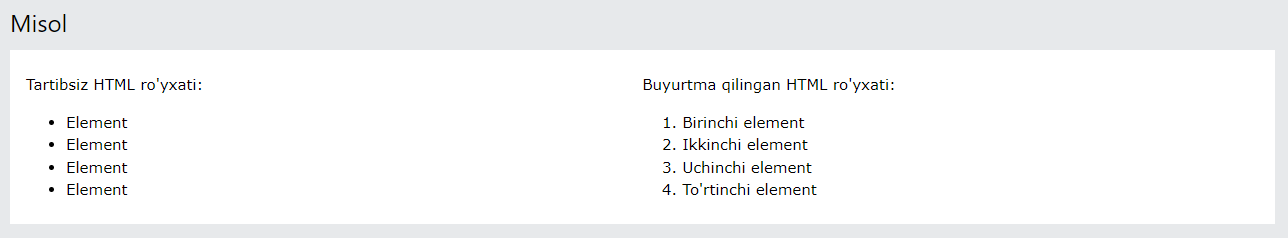 Misol
Tartibsiz HTML ro'yxati:
• Element
• Element
• Element
• Element
Buyurtma qilingan HTML ro'yxati:
1. Birinchi element
2. Ikkinchi element
3. Uchinchi element
4. To'rtinchi element